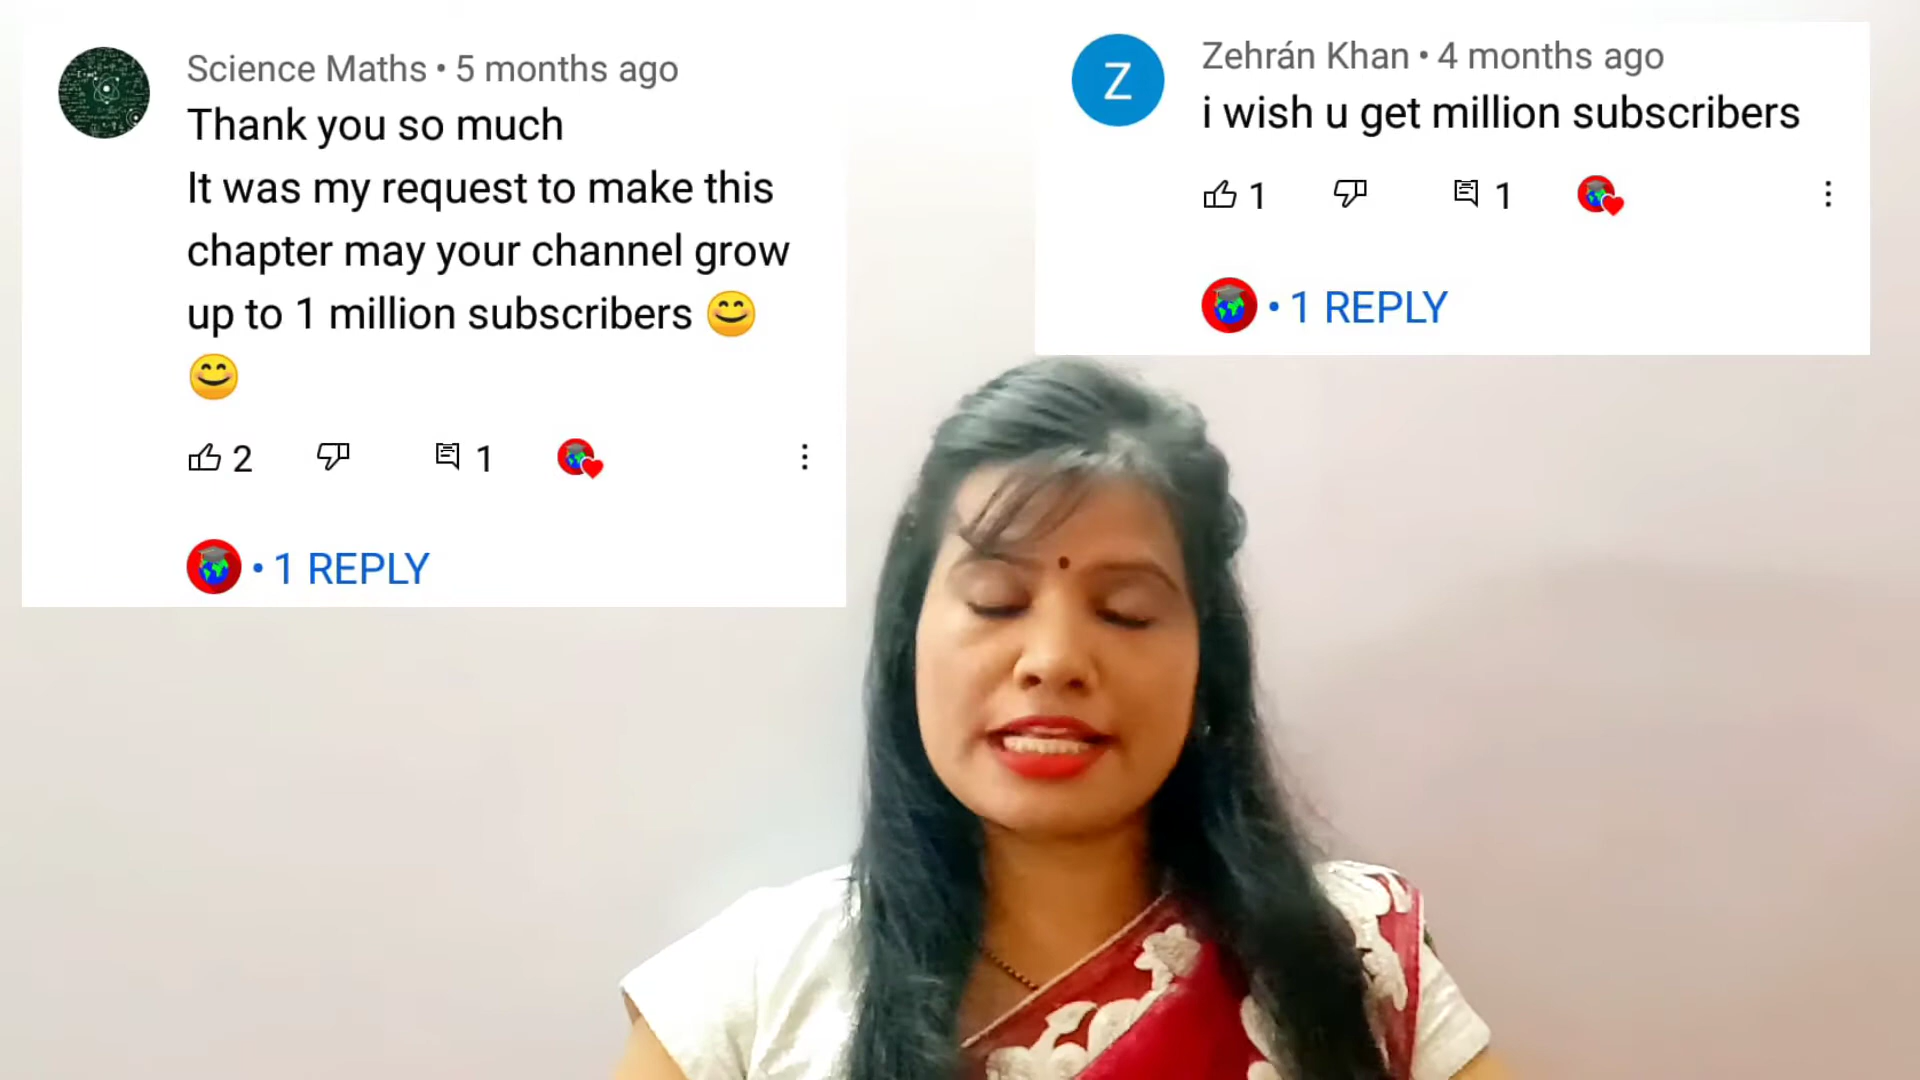 Science Maths • 5 months ago
Thank you so much
It was my request to make this
chapter may your channel grow
up to 1 million subscribers 😊
😊
2
1
• 1 REPLY
Z
Zehrán Khan • 4 months ago
i wish u get million subscribers
1
1
• 1 REPLY